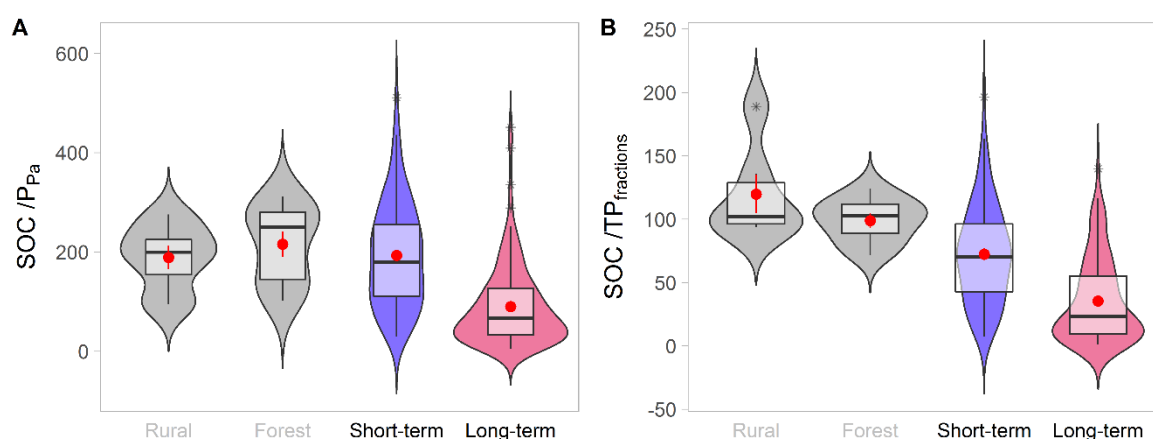 A
SOC /PPa
600
400
200
0
Rural Forest Short-term Long-term
B
SOC /TPfractions
250
200
150
100
50
0
-50
Rural Forest Short-term Long-term